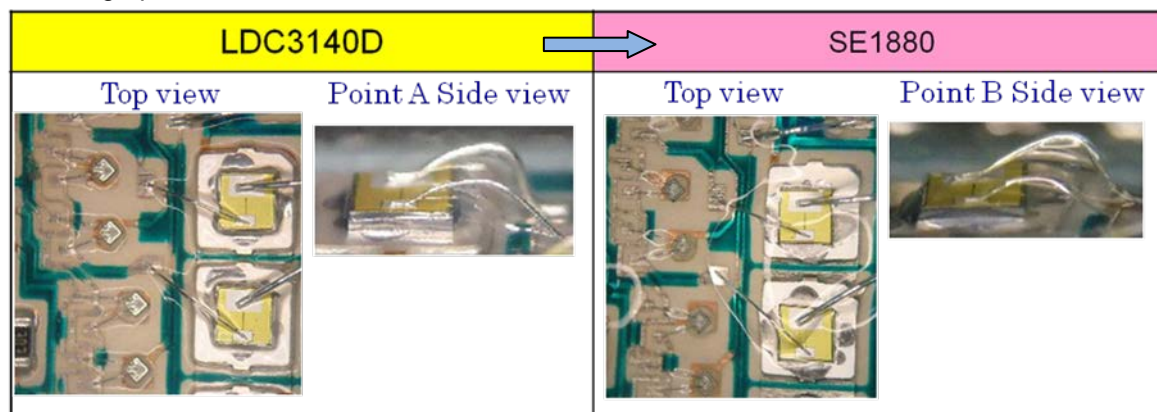 LDC3140D
SE1880
Top view
Point A Side view
Top view
Point B Side view